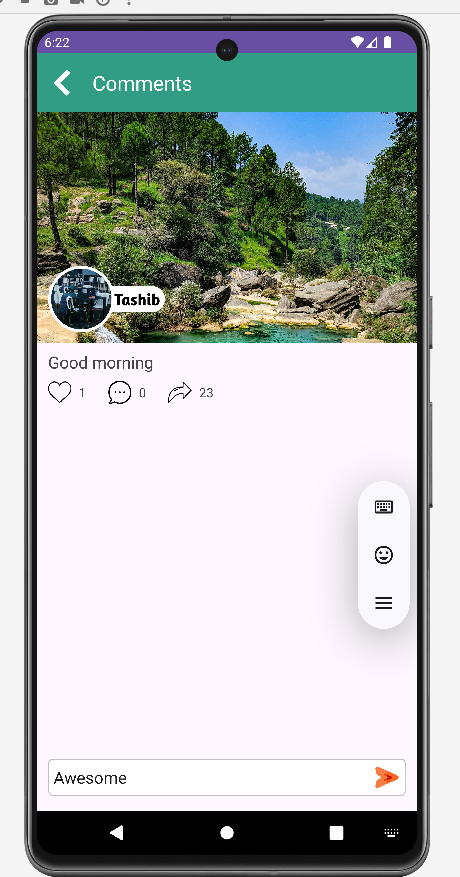 6:22
Comments
Tashib
Good morning
1 0 23
Awesome